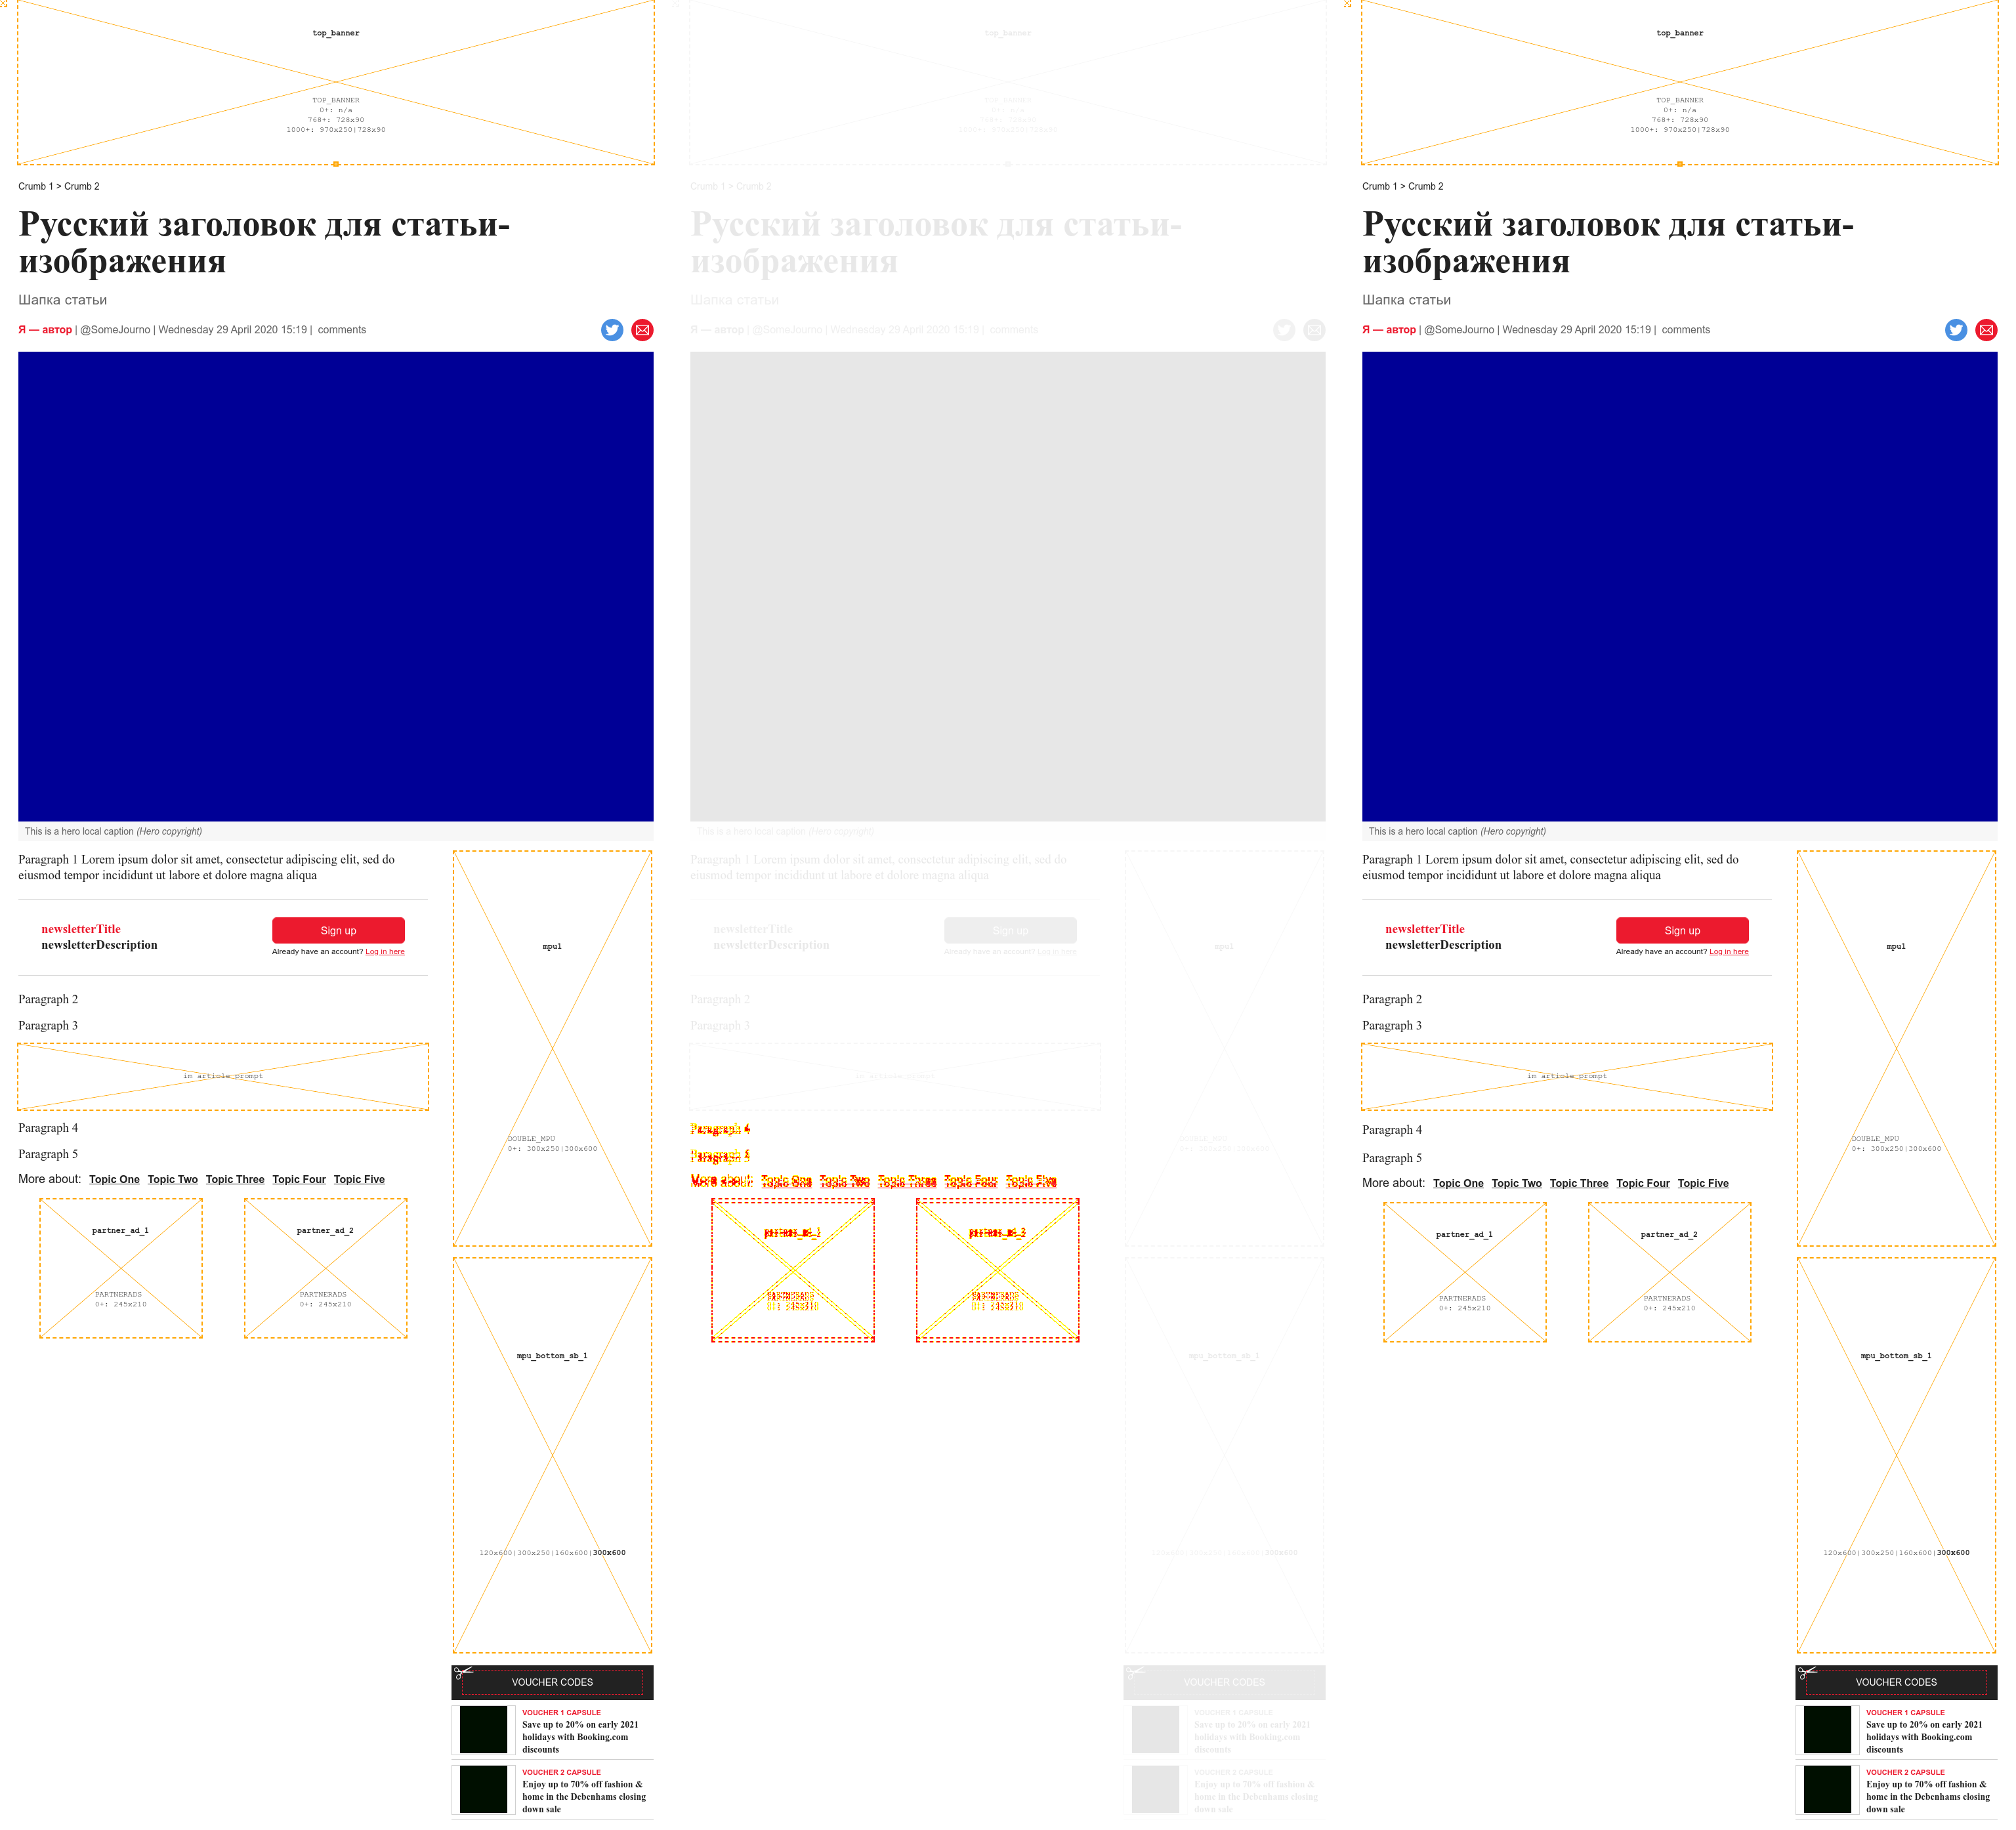 top_banner
TOP_BANNER
0+: n/a
768+: 728x90
1000+: 970x250|728x90
Crumb 1 > Crumb 2
Русский заголовок для статьи-
изображения
Шапка статьи
Я — автор | @SomeJourno | Wednesday 29 April 2020 15:19 | comments
This is a hero local caption (Hero copyright)
Paragraph 1 Lorem ipsum dolor sit amet, consectetur adipiscing elit, sed do
eiusmod tempor incididunt ut labore et dolore magna aliqua
newsletterTitle
newsletterDescription
Sign up
Already have an account? Log in here
Paragraph 2
Paragraph 3
im article prompt
Paragraph 4
Paragraph 5
More about: Topic One Topic Two Topic Three Topic Four Topic Five
partner_ad_1
PARTNERADS
0+: 245x210
partner_ad_2
PARTNERADS
0+: 245x210
mpu1
DOUBLE_MPU
0+: 300x250|300x600
mpu_bottom_sb_1
120x600|300x250|160x600|300x600
VOUCHER CODES
VOUCHER 1 CAPSULE
Save up to 20% on early 2021
holidays with Booking.com
discounts
VOUCHER 2 CAPSULE
Enjoy up to 70% off fashion &
home in the Debenhams closing
down sale
top_banner
TOP_BANNER
0+: n/a
768+: 728x90
1000+: 970x250|728x90
Crumb 1 > Crumb 2
Русский заголовок для статьи-
изображения
Шапка статьи
Я — автор | @SomeJourno | Wednesday 29 April 2020 15:19 | comments
This is a hero local caption (Hero copyright)
Paragraph 1 Lorem ipsum dolor sit amet, consectetur adipiscing elit, sed do
eiusmod tempor incididunt ut labore et dolore magna aliqua
newsletterTitle
newsletterDescription
Sign up
Already have an account? Log in here
Paragraph 2
Paragraph 3
im article prompt
Paragraph 4
Paragraph 5
More about: Topic One Topic Two Topic Three Topic Four Topic Five
partner_ad_1
partner_ad_2
mpu1
DOUBLE_MPU
0+: 300x250|300x600
mpu_bottom_sb_1
120x600|300x250|160x600|300x600
VOUCHER CODES
VOUCHER 1 CAPSULE
Save up to 20% on early 2021
holidays with Booking.com
discounts
VOUCHER 2 CAPSULE
Enjoy up to 70% off fashion &
home in the Debenhams closing
down sale
top_banner
TOP_BANNER
0+: n/a
768+: 728x90
1000+: 970x250|728x90
Crumb 1 > Crumb 2
Русский заголовок для статьи-
изображения
Шапка статьи
Я — автор | @SomeJourno | Wednesday 29 April 2020 15:19 | comments
This is a hero local caption (Hero copyright)
Paragraph 1 Lorem ipsum dolor sit amet, consectetur adipiscing elit, sed do
eiusmod tempor incididunt ut labore et dolore magna aliqua
newsletterTitle
newsletterDescription
Sign up
Already have an account? Log in here
Paragraph 2
Paragraph 3
im article prompt
Paragraph 4
Paragraph 5
More about: Topic One Topic Two Topic Three Topic Four Topic Five
partner_ad_1
PARTNERADS
0+: 245x210
partner_ad_2
PARTNERADS
0+: 245x210
mpu1
DOUBLE_MPU
0+: 300x250|300x600
mpu_bottom_sb_1
120x600|300x250|160x600|300x600
VOUCHER CODES
VOUCHER 1 CAPSULE
Save up to 20% on early 2021
holidays with Booking.com
discounts
VOUCHER 2 CAPSULE
Enjoy up to 70% off fashion &
home in the Debenhams closing
down sale